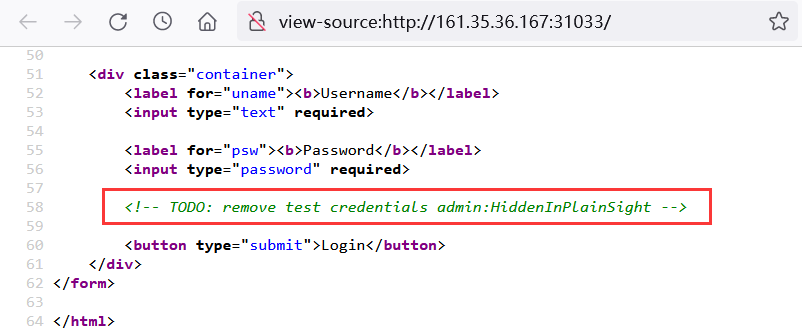 view-source:http://161.35.36.167:31033/
50
51 <div class="container">
52 <label for="uname"><b>Username</b></label>
53 <input type="text" required>
54
55 <label for="psw"><b>Password</b></label>
56 <input type="password" required>
57
58 <!-- TODO: remove test credentials admin:HiddenInPlainSight -->
59
60 <button type="submit">Login</button>
61 </div>
62 </form>
63
64 </html>